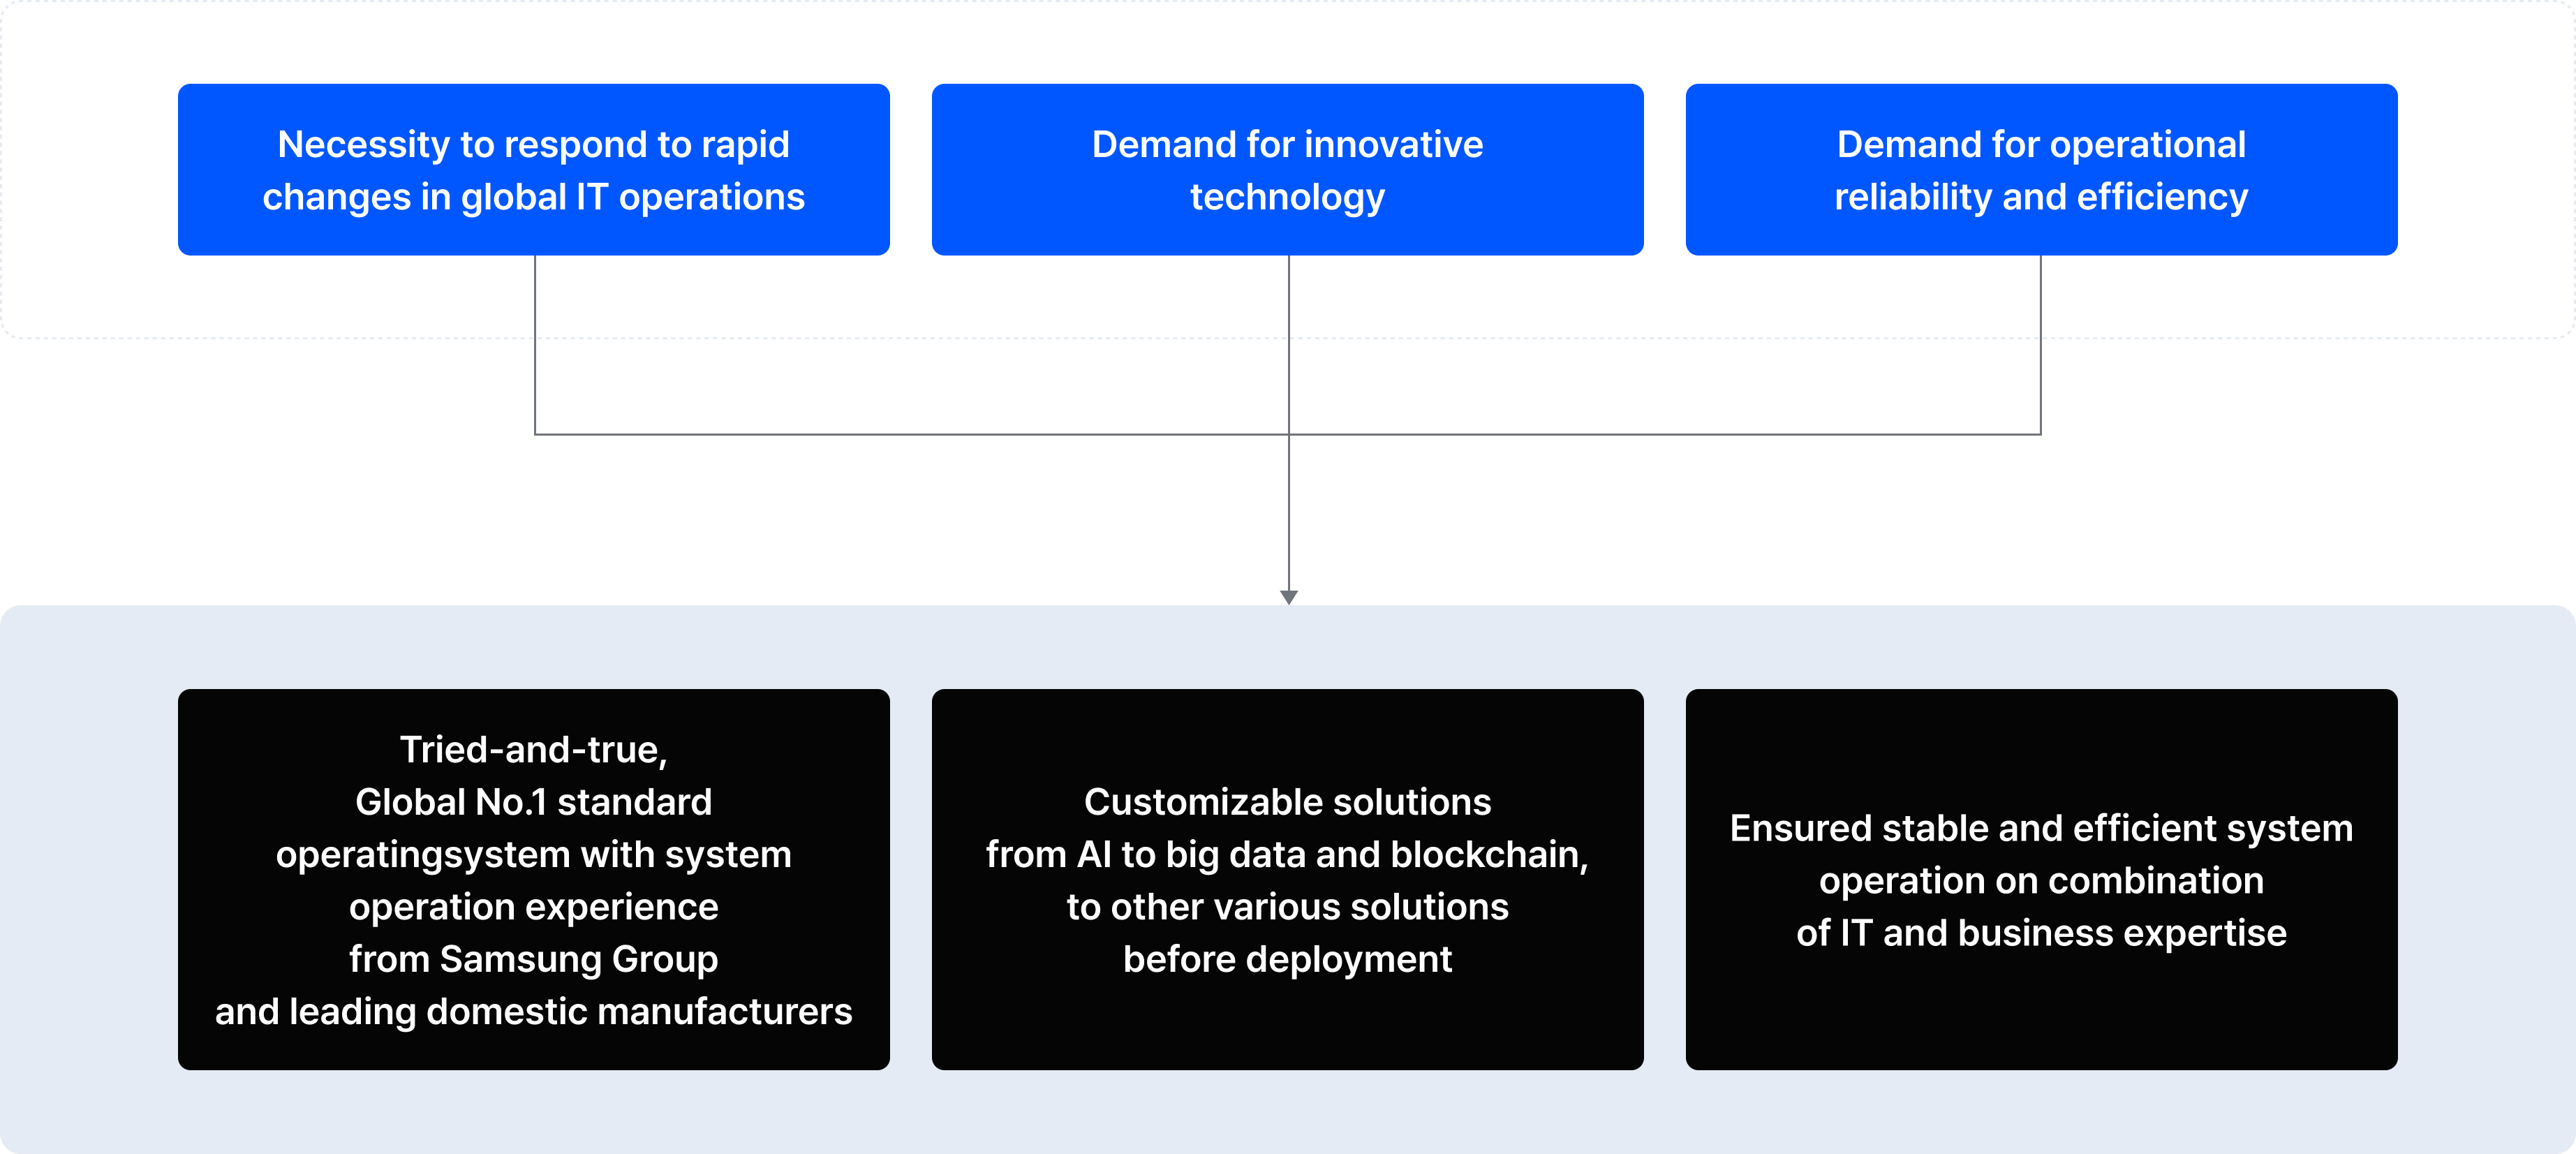 Necessity to respond to rapid
changes in global IT operations
Demand for innovative
technology
Demand for operational
reliability and efficiency
Tried-and-true,
Global No.1 standard
operatingsystem with system
operation experience
from Samsung Group
and leading domestic manufacturers
Customizable solutions
from AI to big data and blockchain,
to other various solutions
before deployment
Ensured stable and efficient system
operation on combination
of IT and business expertise